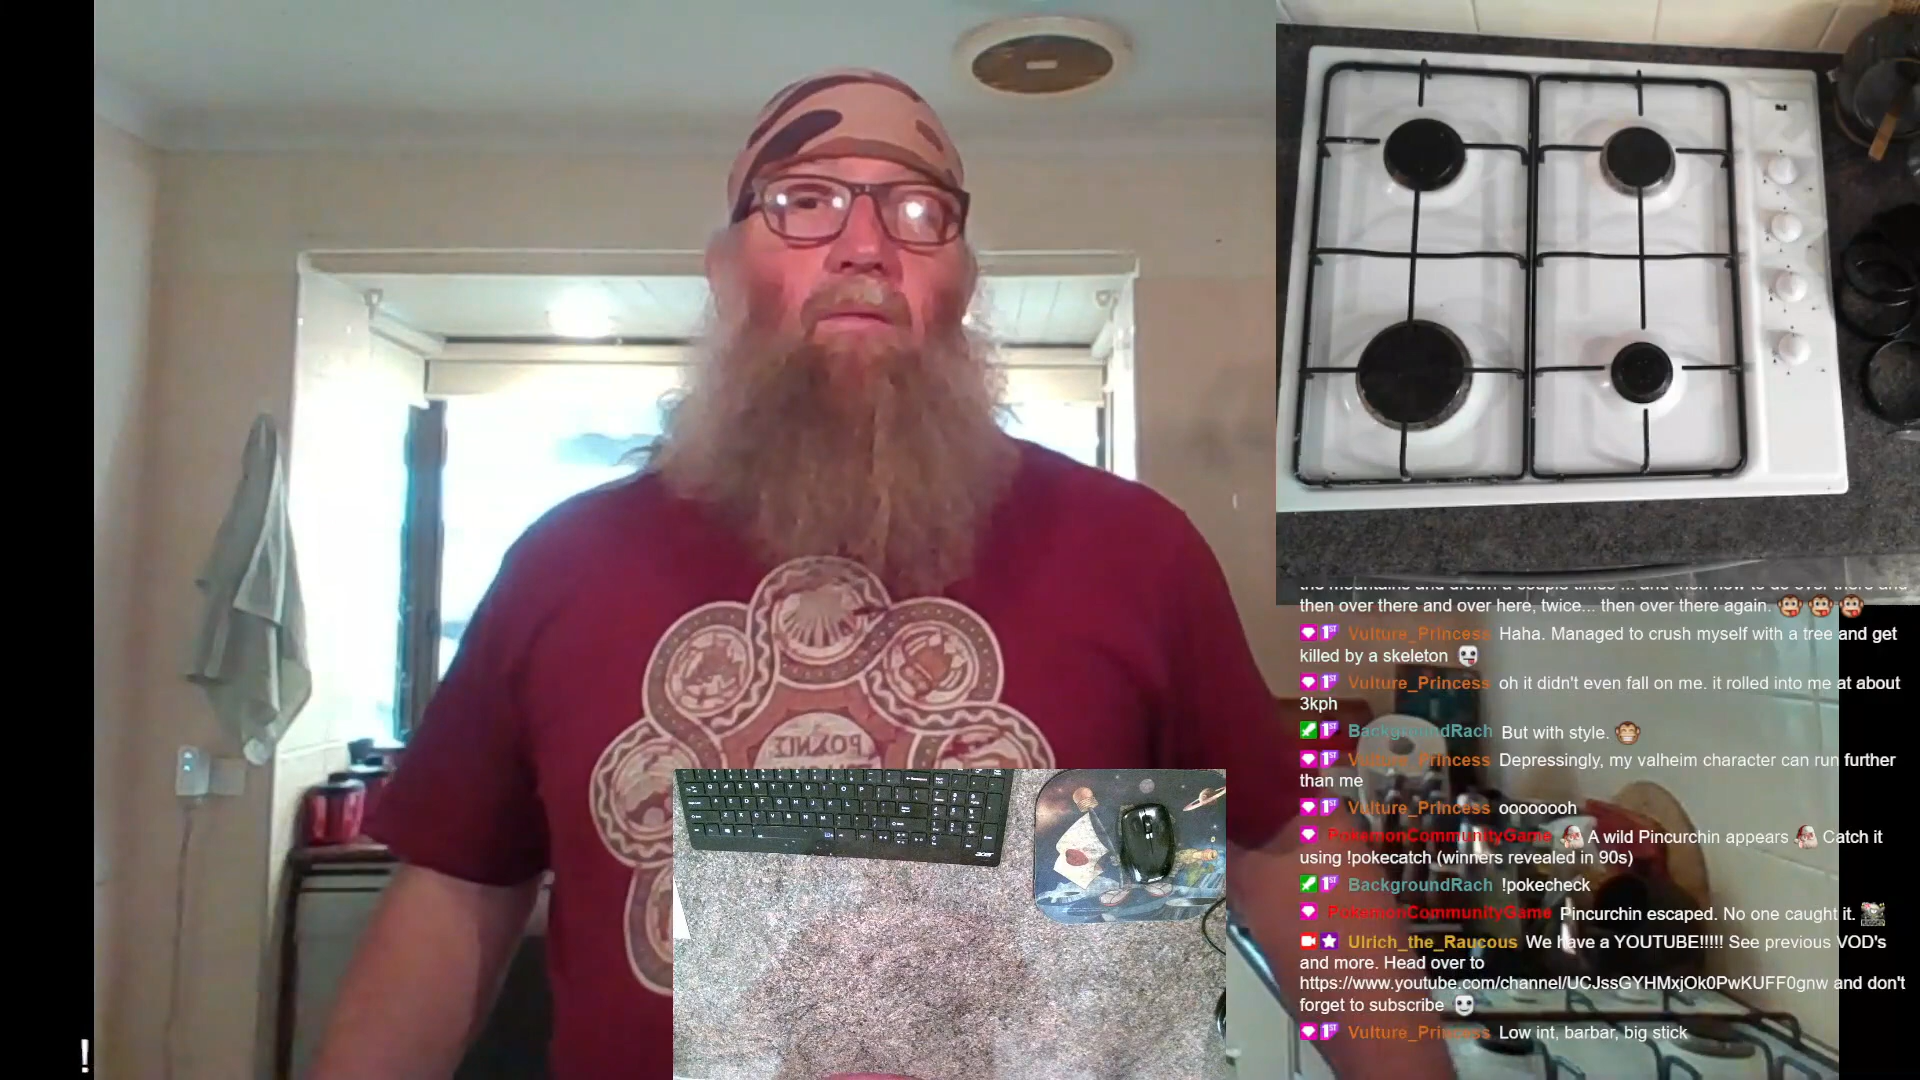 then over there and over here, twice... then over there again.
Vulture_Princess Haha. Managed to crush myself with a tree and get
killed by a skeleton
Vulture_Princess oh it didn't even fall on me. it rolled into me at about
3kph
BackgroundRach But with style.
Vulture_Princess Depressingly, my valheim character can run further
than me
Vulture_Princess oooooooh
PokemonCommunityGame A wild Pincurchin appears Catch it
using !pokecatch (winners revealed in 90s)
BackgroundRach !pokecheck
PokemonCommunityGame Pincurchin escaped. No one caught it.
Ulrich_the_Raucous We have a YOUTUBE!!!!! See previous VOD's
and more. Head over to
https://www.youtube.com/channel/UCJssGYHMxjOk0PwKUFF0gnw and don't
forget to subscribe
Vulture_Princess Low int, barbar, big stick
!